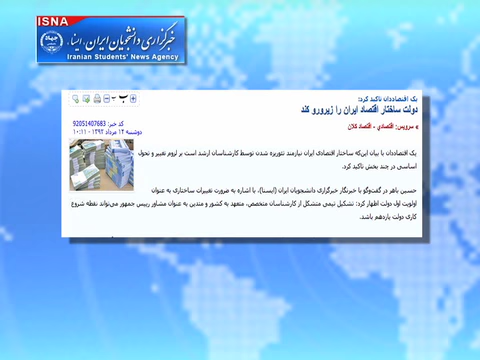 ISNA
خبرگزاری دانشجویان ایران، ایسنا،
Iranian Students' News Agency
یک اقتصاددان تاکید کرد:
دولت ساختار اقتصاد ایران را زیرورو کند
» سرویس: اقتصادي - اقتصاد کلان
کد خبر: 92051407683
دوشنبه ۱۴ مرداد ۱۳۹۲ - ۱۰:۱۱
یک اقتصاددان با بیان این‌که ساختار اقتصادی ایران نیازمند تئوریزه شدن توسط کارشناسان ارشد است بر لزوم تغییر و تحول
اساسی در چند بخش تاکید کرد.
حسین باهر در گفت‌وگو با خبرنگار خبرگزاری دانشجویان ایران (ایسنا)، با اشاره به ضرورت تغییرات ساختاری به عنوان
اولویت اول دولت اظهار کرد: تشکیل تیمی متشکل از کارشناسان متخصص، متعهد به کشور و متدین به عنوان مشاور رییس جمهور می‌تواند نقطه شروع
کاری دولت یازدهم باشد.